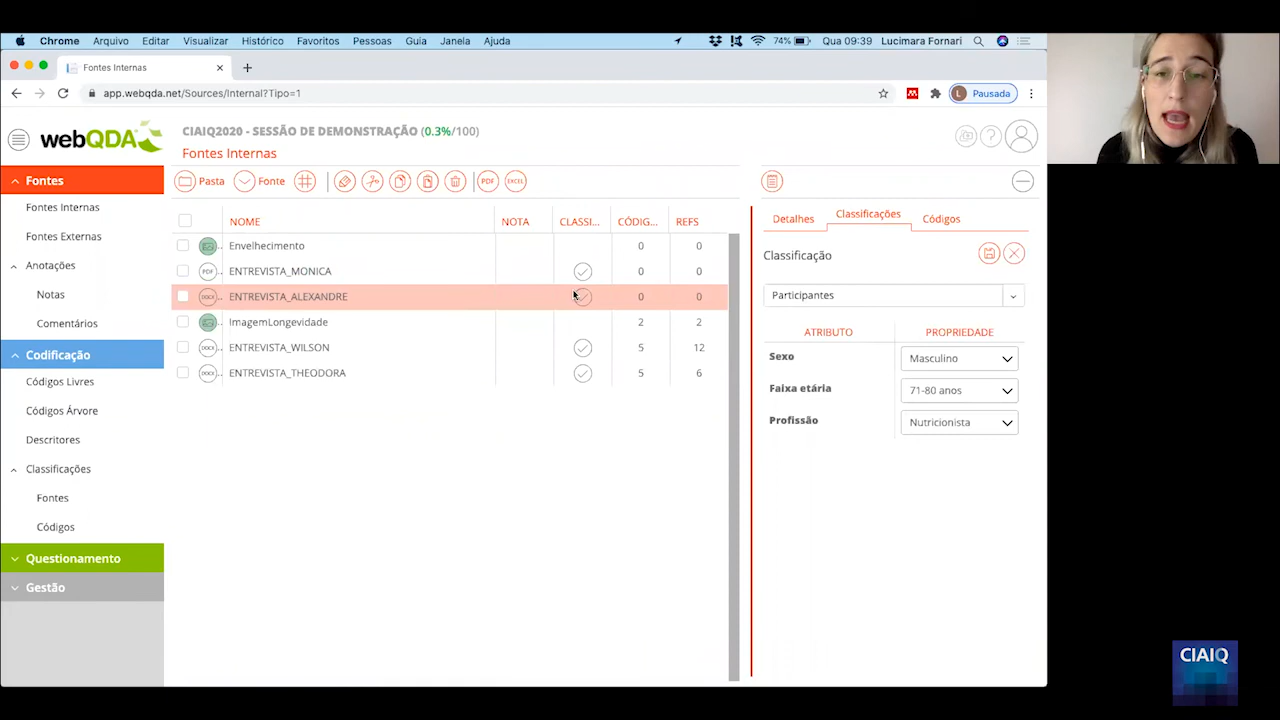 Chrome Arquivo Editar Visualizar Histórico Favoritos Pessoas Guia Janela Ajuda 74% Qua 09:39 Lucimara Fornari
Fontes Internas
app.webqda.net/Sources/Internal?Tipo=1
L Pausada
webQDA
CIAIQ2020 - SESSÃO DE DEMONSTRAÇÃO (0.3%/100)
Fontes Internas
Pasta Fonte PDF EXCEL
Fontes
Fontes Internas
Fontes Externas
Anotações
Notas
Comentários
Codificação
Códigos Livres
Códigos Árvore
Descritores
Classificações
Fontes
Códigos
Questionamento
Gestão
NOME NOTA CLASSI... CÓDIG... REFS
Envelhecimento 0 0
PDF ENTREVISTA_MONICA 0 0
DOCX ENTREVISTA_ALEXANDRE 0 0
ImagemLongevidade 2 2
DOCX ENTREVISTA_WILSON 5 12
DOCX ENTREVISTA_THEODORA 5 6
Detalhes Classificações Códigos
Classificação
Participantes
ATRIBUTO PROPRIEDADE
Sexo Masculino
Faixa etária 71-80 anos
Profissão Nutricionista
CIAIQ